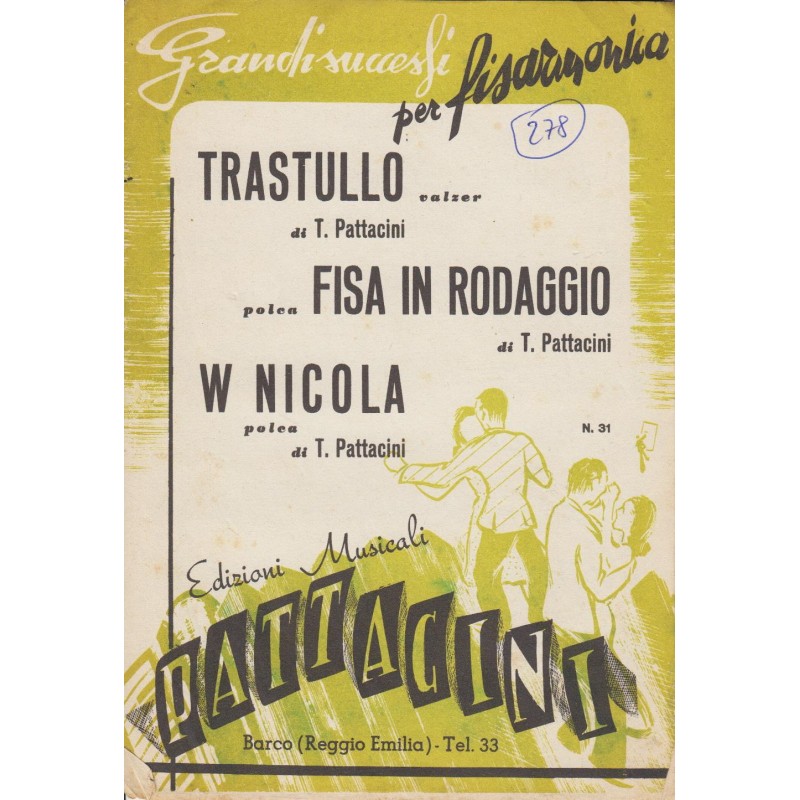 Grandi successi
per fisarmonica
278
TRASTULLO valzer
di T. Pattacini
polca FISA IN RODAGGIO
di T. Pattacini
W NICOLA
polca
di T. Pattacini
N. 31
Edizioni Musicali
PATTACINI
Barco (Reggio Emilia) - Tel. 33